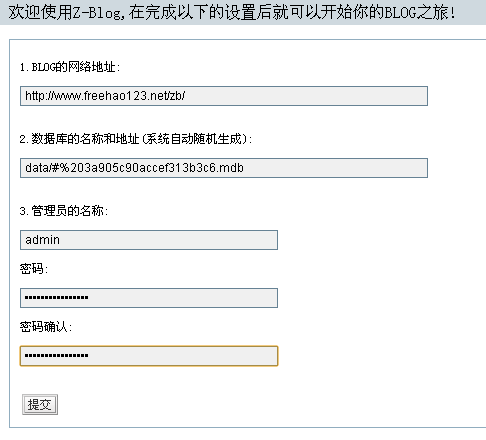 欢迎使用Z-Blog,在完成以下的设置后就可以开始你的BLOG之旅!
1.BLOG的网络地址:
http://www.freehao123.net/zb/
2.数据库的名称和地址(系统自动随机生成):
data/#%203a905c90accef313b3c6.mdb
3.管理员的名称:
admin
密码:
•••••••••••••••
密码确认:
•••••••••••••••
提交